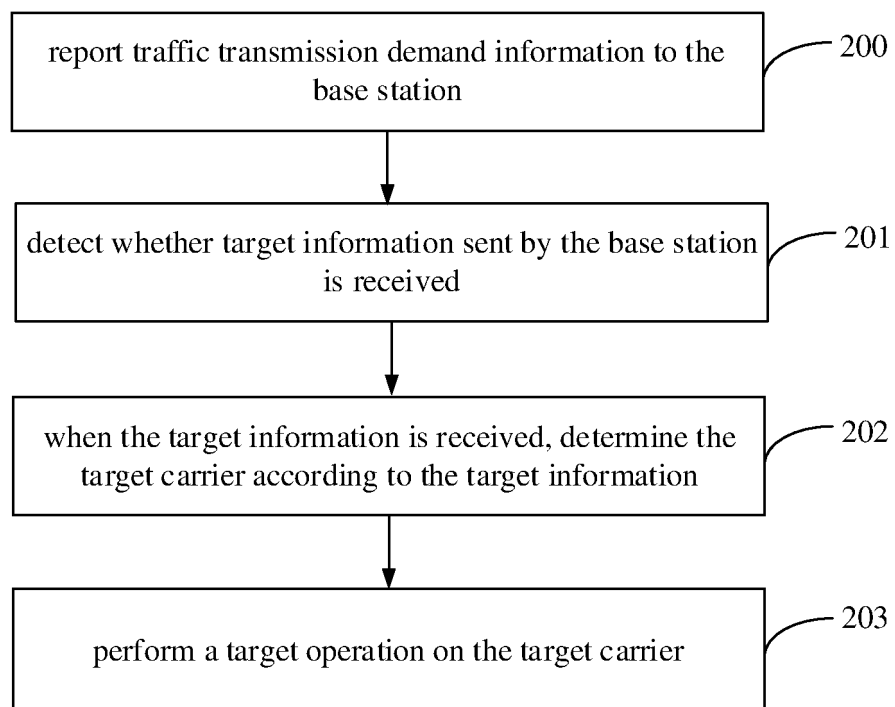 report traffic transmission demand information to the
base station
200
detect whether target information sent by the base station
is received
201
when the target information is received, determine the
target carrier according to the target information
202
perform a target operation on the target carrier
203